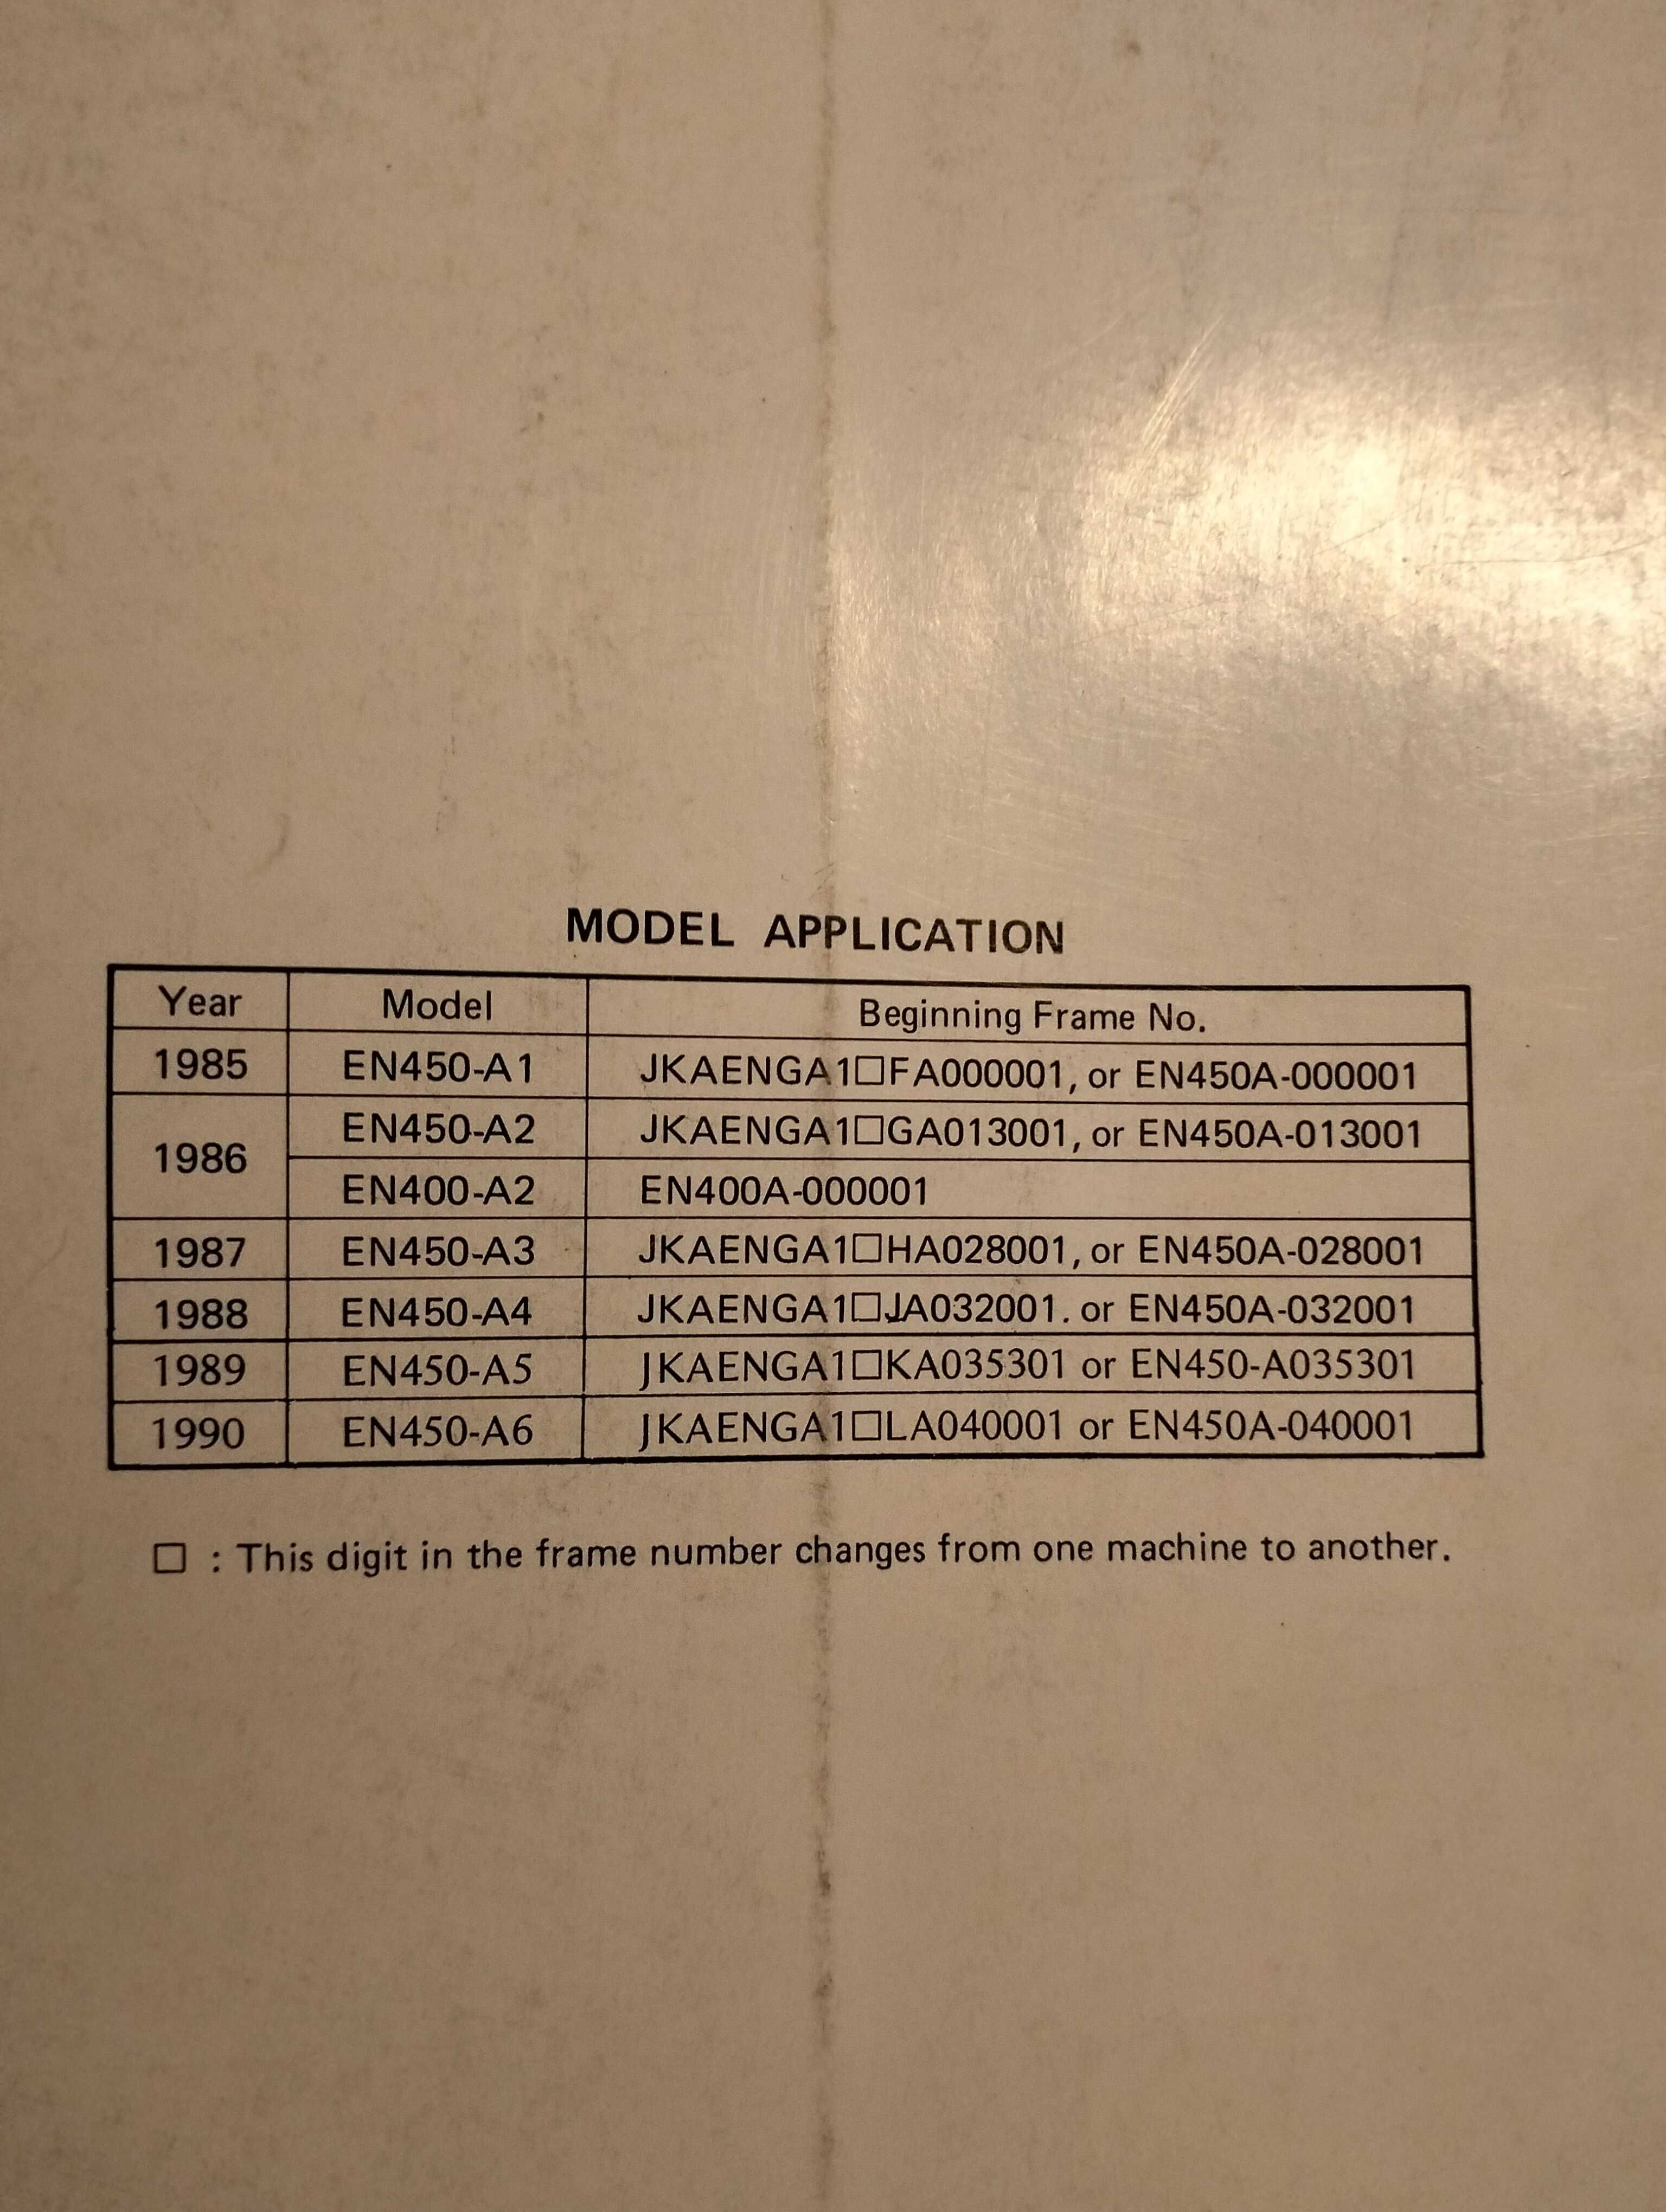 MODEL APPLICATION
Year Model Beginning Frame No.
1985 EN450-A1 JKAENGA1□FA000001, or EN450A-000001
1986 EN450-A2 JKAENGA1□GA013001, or EN450A-013001
EN400-A2 EN400A-000001
1987 EN450-A3 JKAENGA1□HA028001, or EN450A-028001
1988 EN450-A4 JKAENGA1□JA032001. or EN450A-032001
1989 EN450-A5 JKAENGA1□KA035301 or EN450-A035301
1990 EN450-A6 JKAENGA1□LA040001 or EN450A-040001
□ : This digit in the frame number changes from one machine to another.